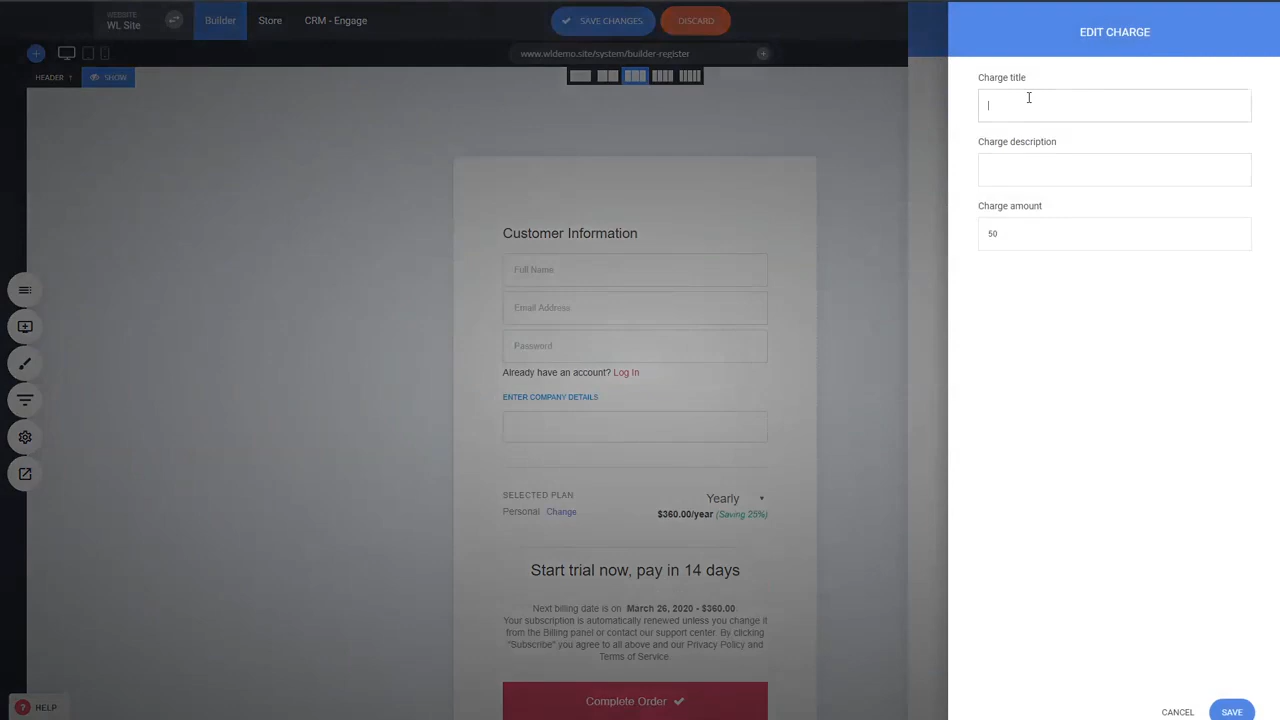 WEBSITE
WL Site
Builder
Store
CRM - Engage
SAVE CHANGES
DISCARD
www.wldemo.site/system/builder-register
HEADER
SHOW
Customer Information
Full Name
Email Address
Password
Already have an account? Log In
ENTER COMPANY DETAILS
SELECTED PLAN
Yearly
Personal Change
$360.00/year (Saving 25%)
Start trial now, pay in 14 days
Next billing date is on March 26, 2020 - $360.00.
Your subscription is automatically renewed unless you change it
from the Billing panel or contact our support center. By clicking
"Subscribe" you agree to all above and our Privacy Policy and
Terms of Service
Complete Order
? HELP
EDIT CHARGE
Charge title
Charge description
Charge amount
50
CANCEL
SAVE